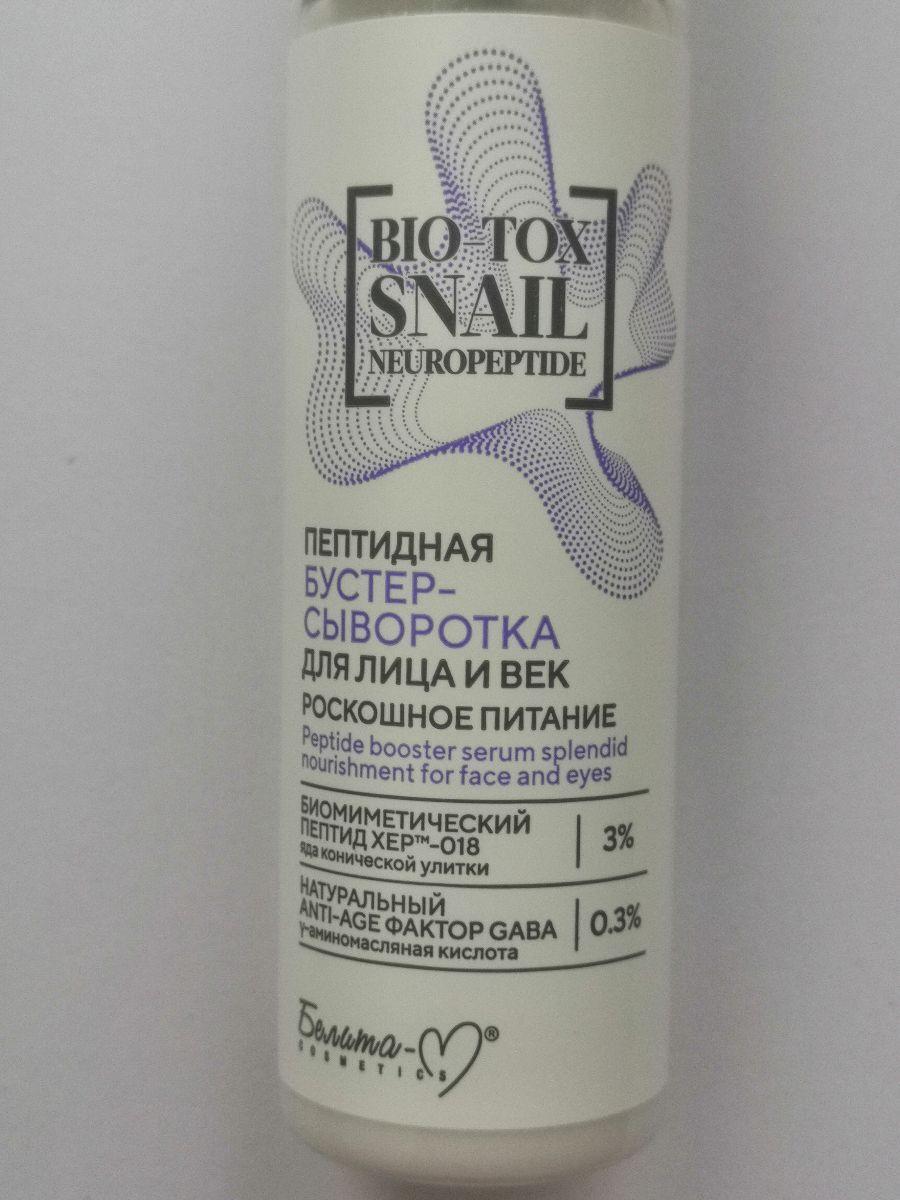 BIO-TOX
SNAIL
NEUROPEPTIDE
ПЕПТИДНАЯ
БУСТЕР-
СЫВОРОТКА
ДЛЯ ЛИЦА И ВЕК
РОСКОШНОЕ ПИТАНИЕ
Peptide booster serum splendid
nourishment for face and eyes
БИОМИМЕТИЧЕСКИЙ
ПЕПТИД XEP™-018
яда конической улитки
3%
НАТУРАЛЬНЫЙ
ANTI-AGE ФАКТОР GABA
γ-аминомасляная кислота
0.3%
Белита-М®
COSMETICS